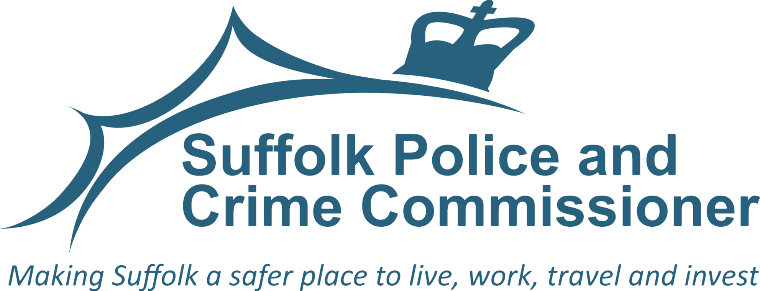 Suffolk Police and
Crime Commissioner
Making Suffolk a safer place to live, work, travel and invest